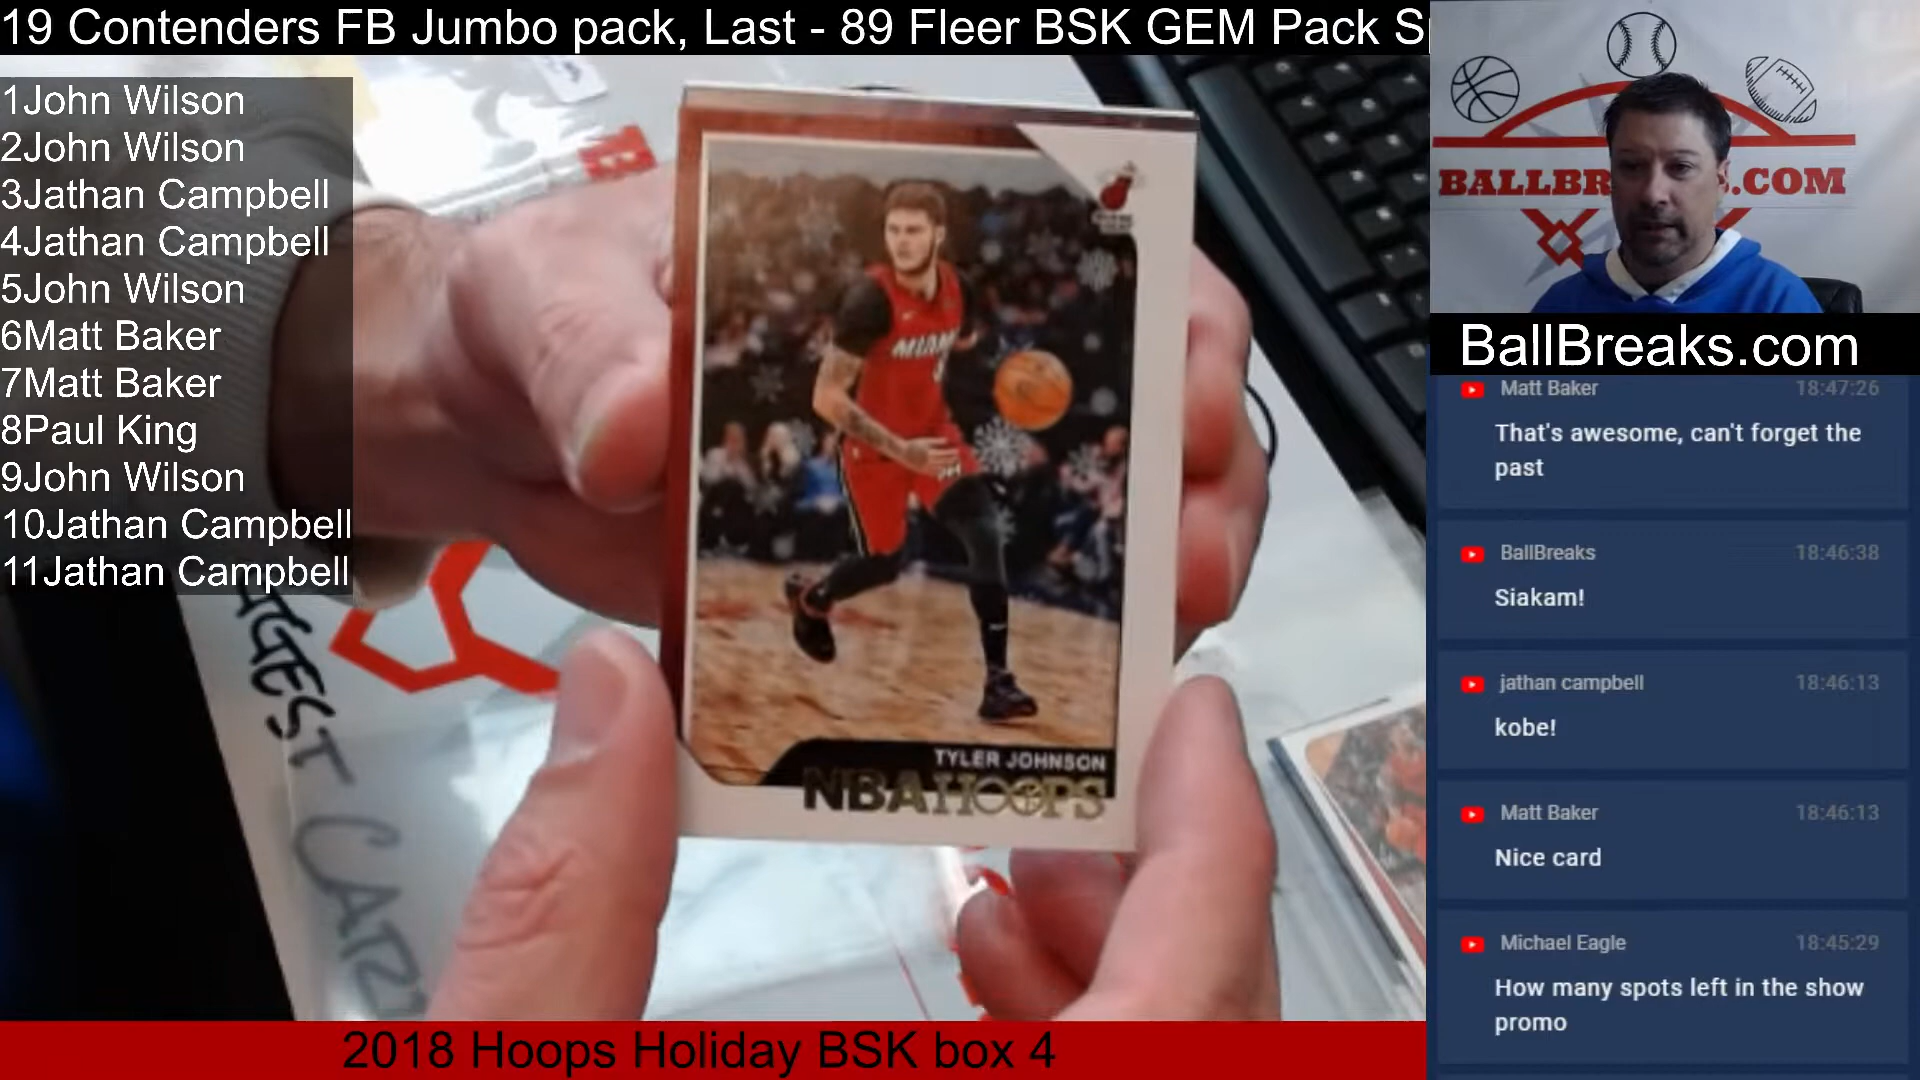 19 Contenders FB Jumbo pack, Last - 89 Fleer BSK GEM Pack
1John Wilson
2John Wilson
3Jathan Campbell
4Jathan Campbell
5John Wilson
6Matt Baker
7Matt Baker
8Paul King
9John Wilson
10Jathan Campbell
11Jathan Campbell
MIAMI
TYLER JOHNSON
NBA HOOPS
2018 Hoops Holiday BSK box 4
.COM
BallBreaks.com
Matt Baker 18:47:26
That's awesome, can't forget the
past
BallBreaks 18:46:38
Siakam!
jathan campbell 18:46:13
kobe!
Matt Baker 18:46:13
Nice card
Michael Eagle 18:45:29
How many spots left in the show
promo